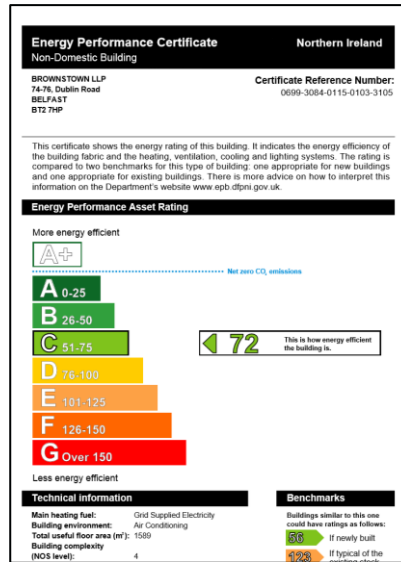 Energy Performance Certificate
Northern Ireland
Non-Domestic Building
BROWNSTOWN LLP
74-76, Dublin Road
BELFAST
BT2 7HP
Certificate Reference Number:
0699-3084-0115-0103-3105
This certificate shows the energy rating of this building. It indicates the energy efficiency of
the building fabric and the heating, ventilation, cooling and lighting systems. The rating is
compared to two benchmarks for this type of building: one appropriate for new buildings
and one appropriate for existing buildings. There is more advice on how to interpret this
information on the Department's website www.epb.dfpni.gov.uk.
Energy Performance Asset Rating
More energy efficient
A+
Net zero CO₂ emissions
A 0-25
B 26-50
C 51-75
72
This is how energy efficient
the building is.
D 76-100
E 101-125
F 126-150
G Over 150
Less energy efficient
Technical information
Main heating fuel: Grid Supplied Electricity
Building environment: Air Conditioning
Total useful floor area (m²): 1589
Building complexity
(NOS level): 4
Benchmarks
Buildings similar to this one
could have ratings as follows:
56 If newly built
123 If typical of the
existing stock